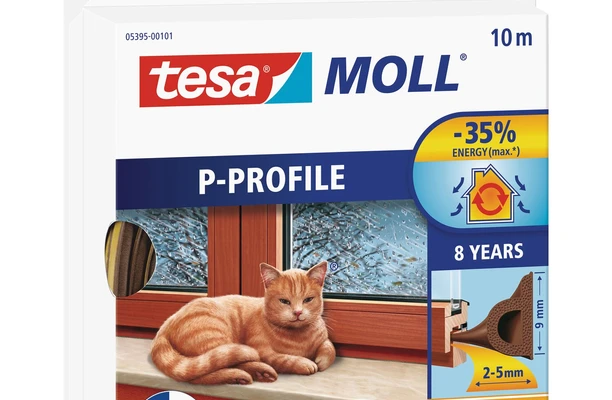 05395-00101
10 m
tesa® MOLL®
-35%
ENERGY (max.*)
P-PROFILE
8 YEARS
9 mm
2-5mm